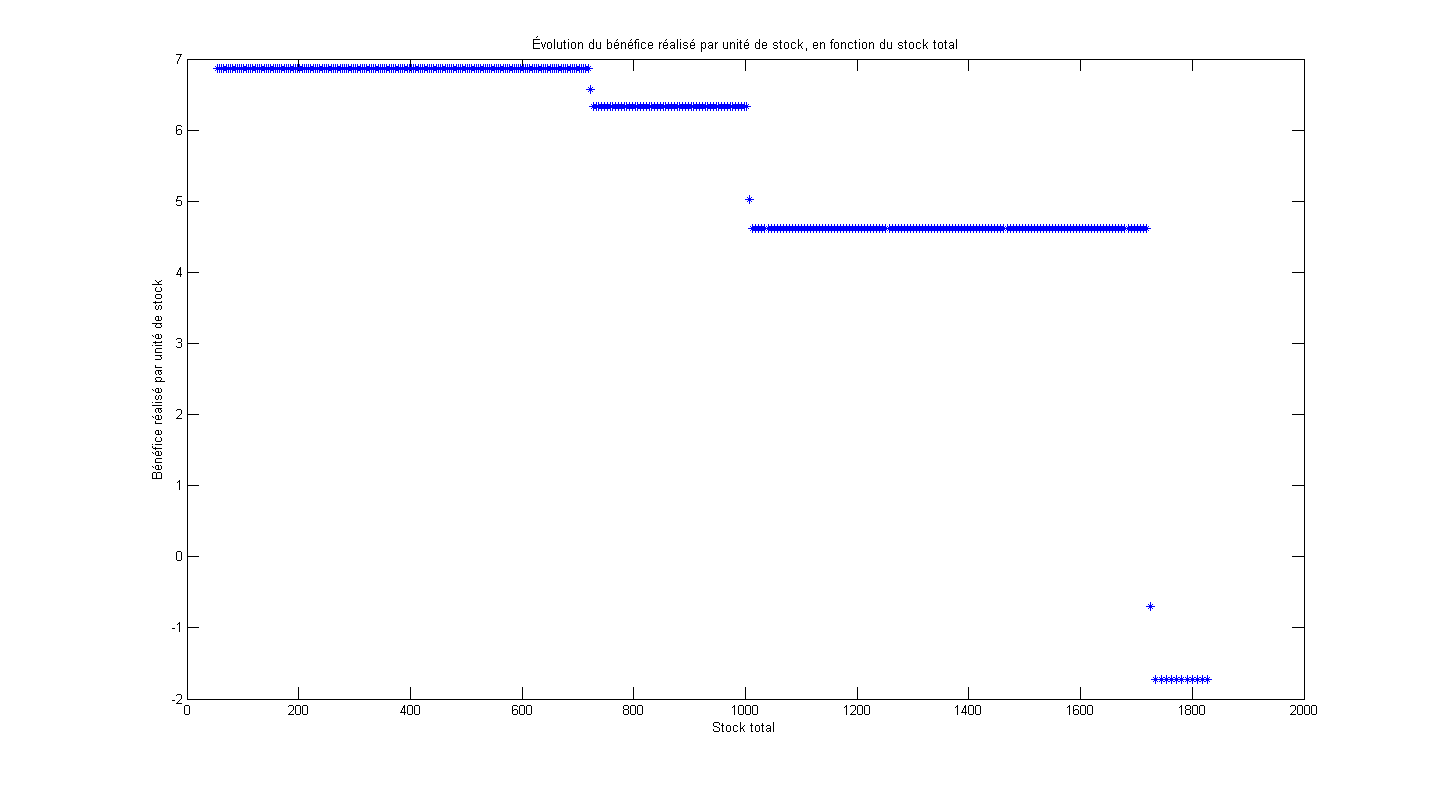 Évolution du bénéfice réalisé par unité de stock, en fonction du stock total
7
6
5
4
3
2
1
0
-1
-2
Bénéfice réalisé par unité de stock
0 200 400 600 800 1000 1200 1400 1600 1800 2000
Stock total